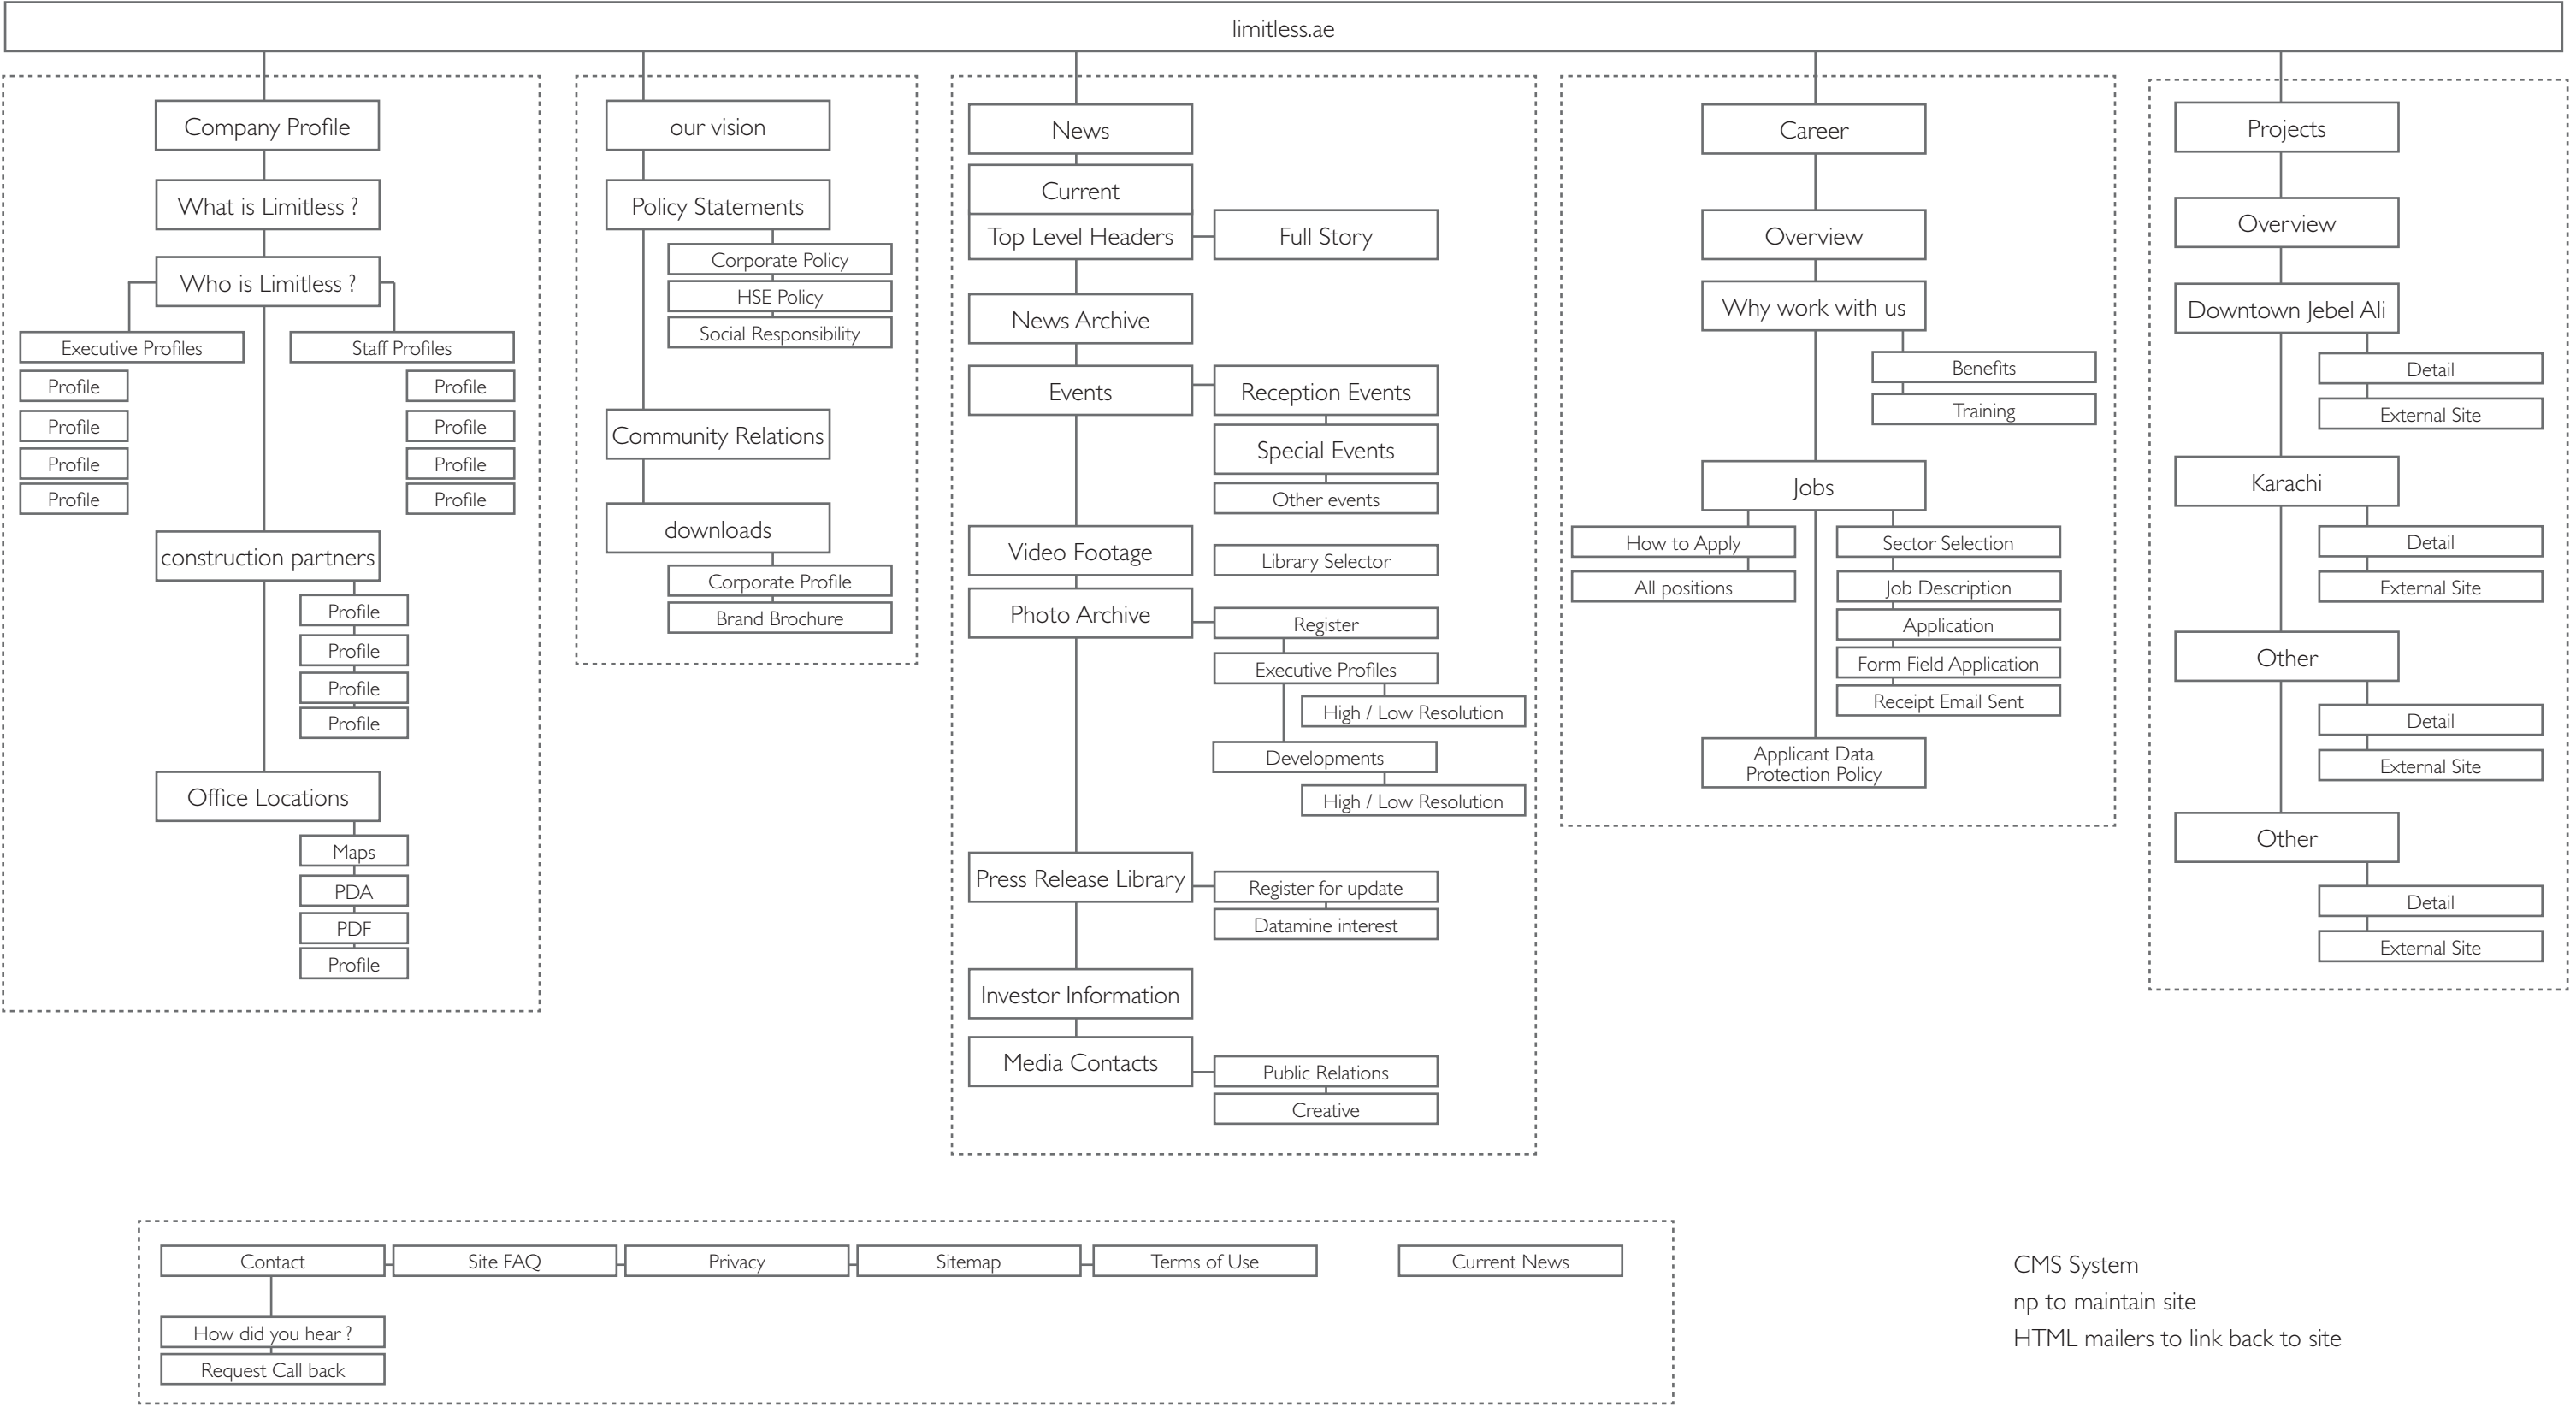 limitless.ae
Company Profile
What is Limitless ?
Who is Limitless ?
Executive Profiles
Staff Profiles
Profile
Profile
Profile
Profile
Profile
Profile
Profile
Profile
construction partners
Profile
Profile
Profile
Profile
Office Locations
Maps
PDA
PDF
Profile
our vision
Policy Statements
Corporate Policy
HSE Policy
Social Responsibility
Community Relations
downloads
Corporate Profile
Brand Brochure
News
Current
Top Level Headers
Full Story
News Archive
Events
Reception Events
Special Events
Other events
Video Footage
Library Selector
Photo Archive
Register
Executive Profiles
High / Low Resolution
Developments
High / Low Resolution
Press Release Library
Register for update
Datamine interest
Investor Information
Media Contacts
Public Relations
Creative
Career
Overview
Why work with us
Benefits
Training
Jobs
How to Apply
All positions
Sector Selection
Job Description
Application
Form Field Application
Receipt Email Sent
Applicant Data
Protection Policy
Projects
Overview
Downtown Jebel Ali
Detail
External Site
Karachi
Detail
External Site
Other
Detail
External Site
Other
Detail
External Site
Contact
Site FAQ
Privacy
Sitemap
Terms of Use
Current News
How did you hear ?
Request Call back
CMS System
np to maintain site
HTML mailers to link back to site